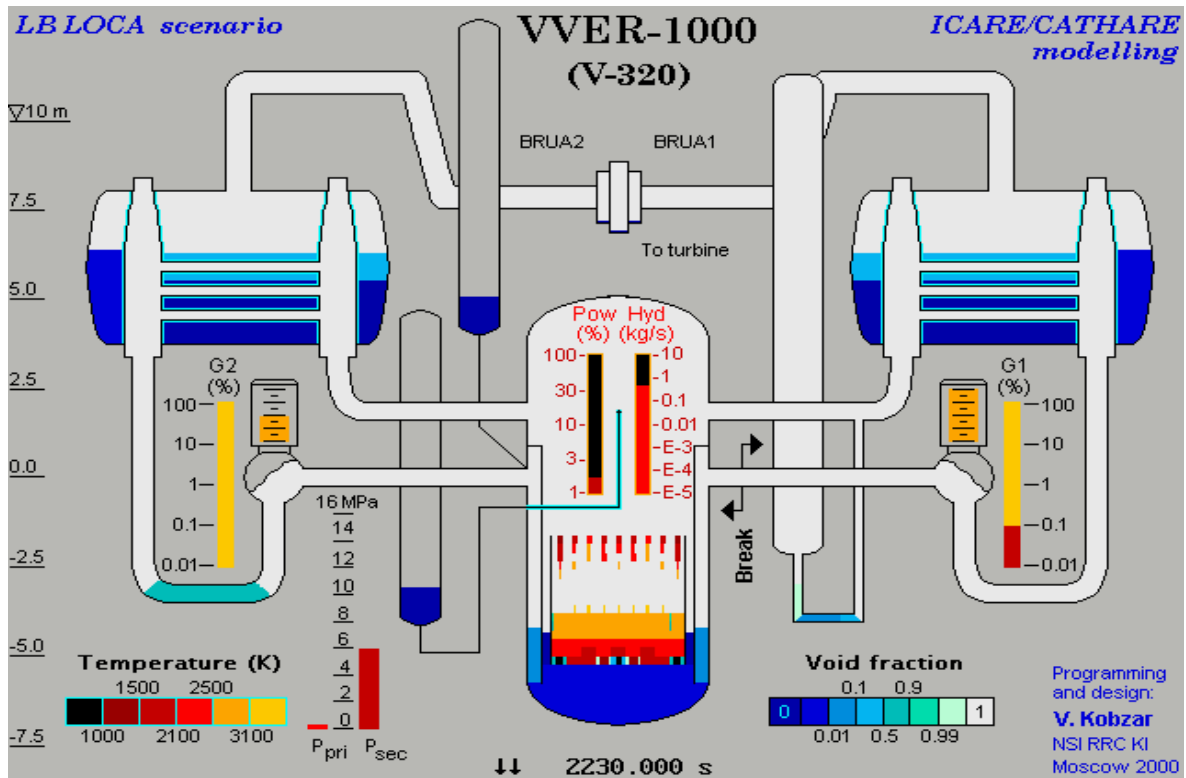 LB LOCA scenario
VVER-1000
(V-320)
ICARE/CATHARE
modelling
▽10 m
7.5
5.0
2.5
0.0
-2.5
-5.0
-7.5
BRUA2
BRUA1
To turbine
Pow Hyd
(%) (kg/s)
100
30
10
3
1
10
1
0.1
0.01
E-3
E-4
E-5
G2
(%)
100
10
1
0.1
0.01
G1
(%)
100
10
1
0.1
0.01
Break
16 MPa
14
12
10
8
6
4
2
0
Ppri
Psec
Temperature (K)
1500 2500
1000 2100 3100
Void fraction
0.1 0.9
0 1
0.01 0.5 0.99
Programming
and design:
V. Kobzar
NSI RRC KI
Moscow 2000
↓↓ 2230.000 s